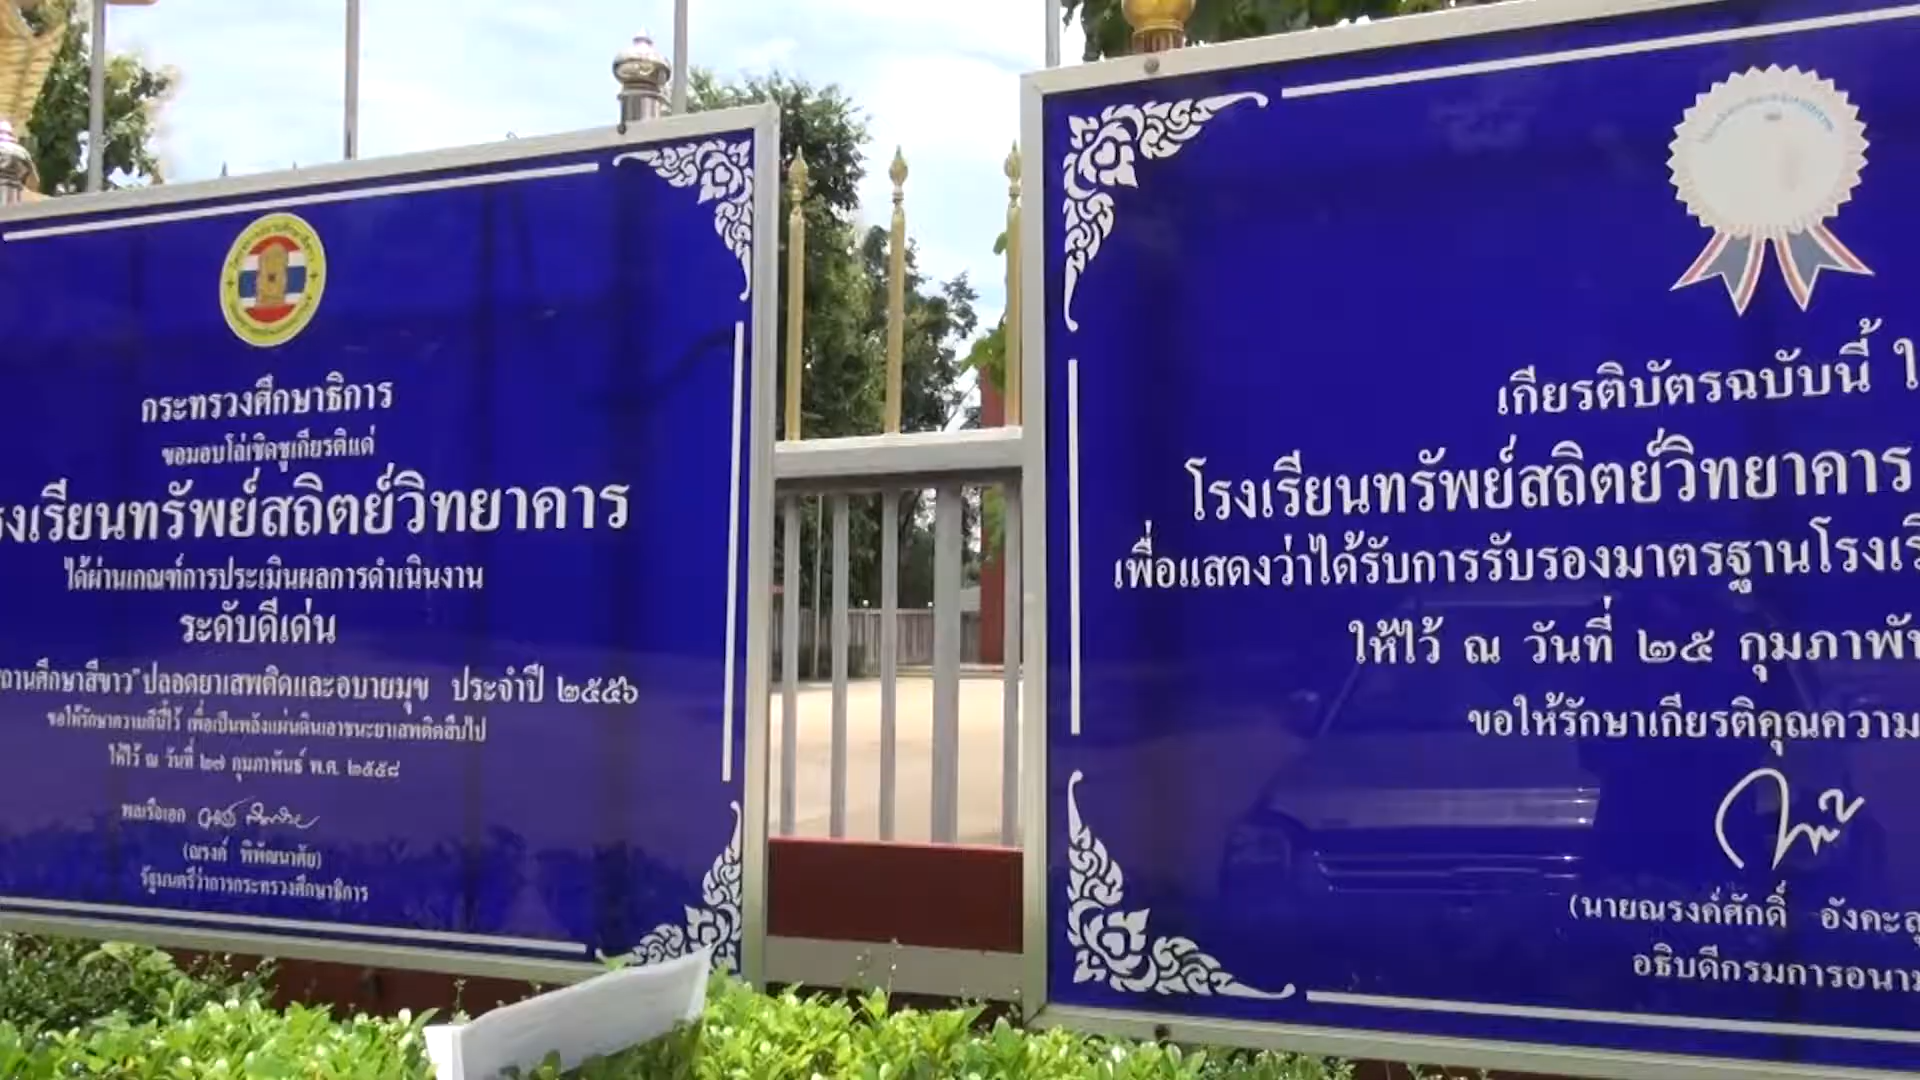 กระทรวงศึกษาธิการ
ขอมอบโล่เชิดชูเกียรติแด่
งเรียนทรัพย์สถิตย์วิทยาคาร
ได้ผ่านเกณฑ์การประเมินผลการดำเนินงาน
ระดับดีเด่น
ถานศึกษาสีขาว"ปลอดยาเสพติดและอบายมุข ประจำปี ๒๕๕๖
ขอให้รักษาความดีนี้ไว้ เพื่อเป็นพลังแผ่นดินเอาชนะยาเสพติดสืบไป
ให้ไว้ ณ วันที่ ๒๗ กุมภาพันธ์ พ.ศ. ๒๕๕๘
พลเรือเอก
(ณรงค์ พิพัฒนาศัย)
รัฐมนตรีว่าการกระทรวงศึกษาธิการ
เกียรติบัตรฉบับนี้ ใ
โรงเรียนทรัพย์สถิตย์วิทยาคาร
เพื่อแสดงว่าได้รับการรับรองมาตรฐานโรงเรี
ให้ไว้ ณ วันที่ ๒๕ กุมภาพัน
ขอให้รักษาเกียรติคุณความ
(นายณรงค์ศักดิ์ อังคะสุ
อธิบดีกรมการอนาม